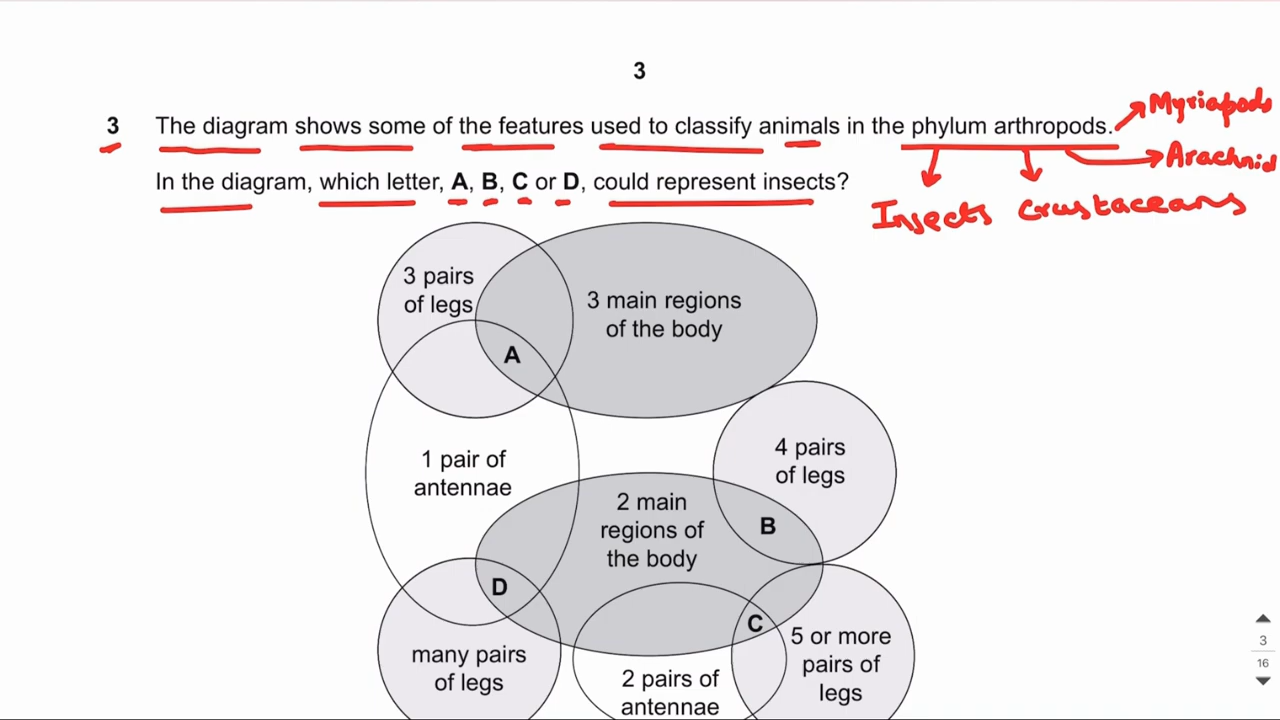 3
Myriapods
3 The diagram shows some of the features used to classify animals in the phylum arthropods.
Arachnid
In the diagram, which letter, A, B, C or D, could represent insects?
Insects Crustaceans
3 pairs
of legs
3 main regions
of the body
A
4 pairs
of legs
1 pair of
antennae
2 main
regions of
the body
B
D
C
5 or more
pairs of
legs
many pairs
of legs
2 pairs of
antennae
3
16